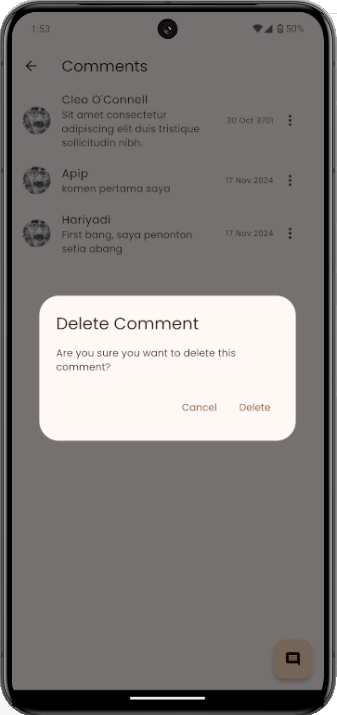 1:53
50%
Comments
Cleo O'Connell
Sit amet consectetur
adipiscing elit duis tristique
sollicitudin nibh.
30 Oct 3701
Apip
komen pertama saya
17 Nov 2024
Hariyadi
First bang, saya penonton
setia abang
17 Nov 2024
Delete Comment
Are you sure you want to delete this
comment?
Cancel Delete